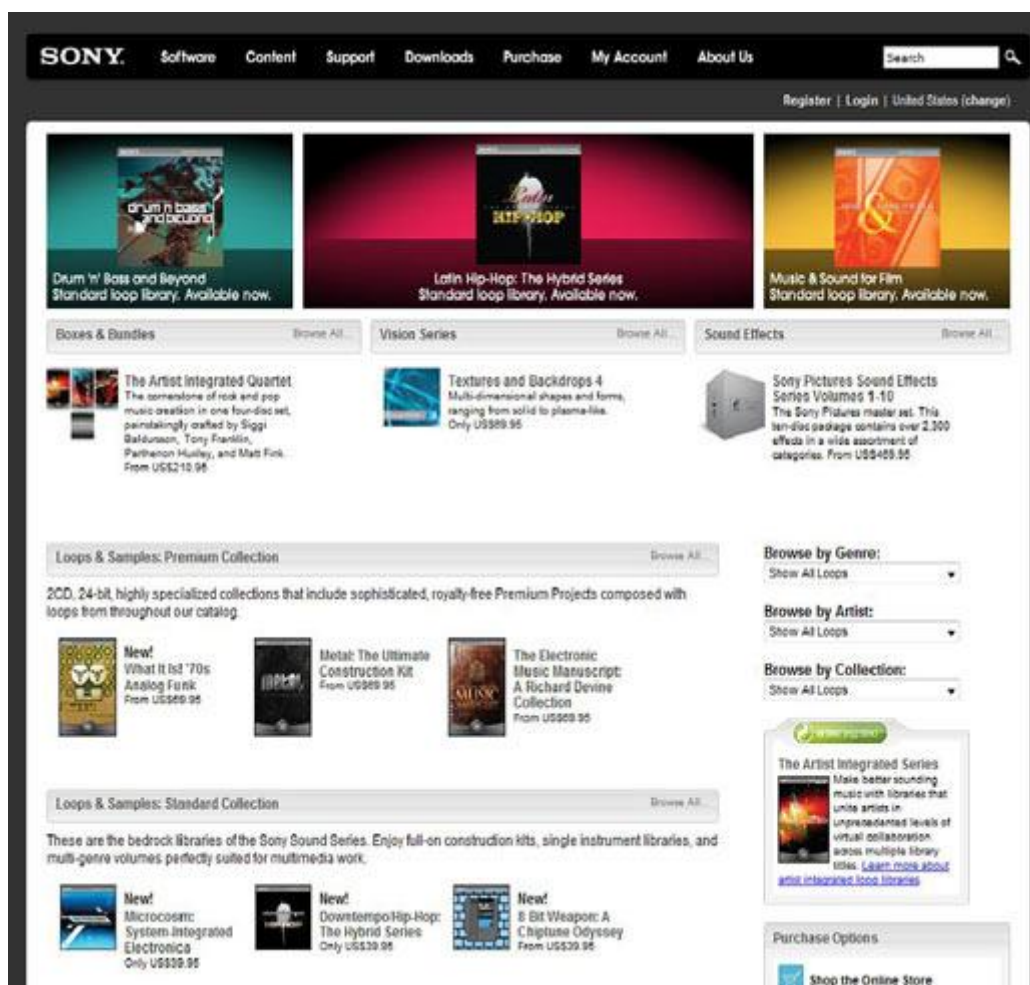 SONY. Software Content Support Downloads Purchase My Account About Us Search
Register | Login | United States (change)
drum n bass
and beyond
Drum 'n' Bass and Beyond
Standard loop library. Available now.
Latin
HIP-HOP
Latin Hip-Hop: The Hybrid Series
Standard loop library. Available now.
&
Music & Sound for Film
Standard loop library. Available now.
Boxes & Bundles Browse All...
Vision Series Browse All...
Sound Effects Browse All...
The Artist Integrated Quartet
The cornerstone of rock and pop
music creation in one four-disc set,
painstakingly crafted by Siggi
Baldursson, Tony Franklin,
Parthenon Huxley, and Matt Fink.
From US$210.95
Textures and Backdrops 4
Multi-dimensional shapes and forms,
ranging from solid to plasma-like.
Only US$89.95
Sony Pictures Sound Effects
Series Volumes 1-10
The Sony Pictures master set. This
ten-disc package contains over 2,300
effects in a wide assortment of
categories. From US$469.95
Loops & Samples: Premium Collection Browse All...
2CD, 24-bit, highly specialized collections that include sophisticated, royalty-free Premium Projects composed with
loops from throughout our catalog.
New!
What It Is! '70s
Analog Funk
From US$69.95
metal
Metal: The Ultimate
Construction Kit
From US$69.95
MUSIC
The Electronic
Music Manuscript:
A Richard Devine
Collection
From US$69.95
Loops & Samples: Standard Collection Browse All...
These are the bedrock libraries of the Sony Sound Series. Enjoy full-on construction kits, single instrument libraries, and
multi-genre volumes perfectly suited for multimedia work.
New!
Microcosm:
System-Integrated
Electronica
Only US$39.95
New!
Downtempo/Hip-Hop:
The Hybrid Series
Only US$39.95
New!
8 Bit Weapon: A
Chiptune Odyssey
From US$39.95
Browse by Genre:
Show All Loops
Browse by Artist:
Show All Loops
Browse by Collection:
Show All Loops
The Artist Integrated Series
Make better sounding
music with libraries that
unite artists in
unprecedented levels of
virtual collaboration
across multiple library
titles. Learn more about
artist integrated loop libraries
Purchase Options
Shop the Online Store